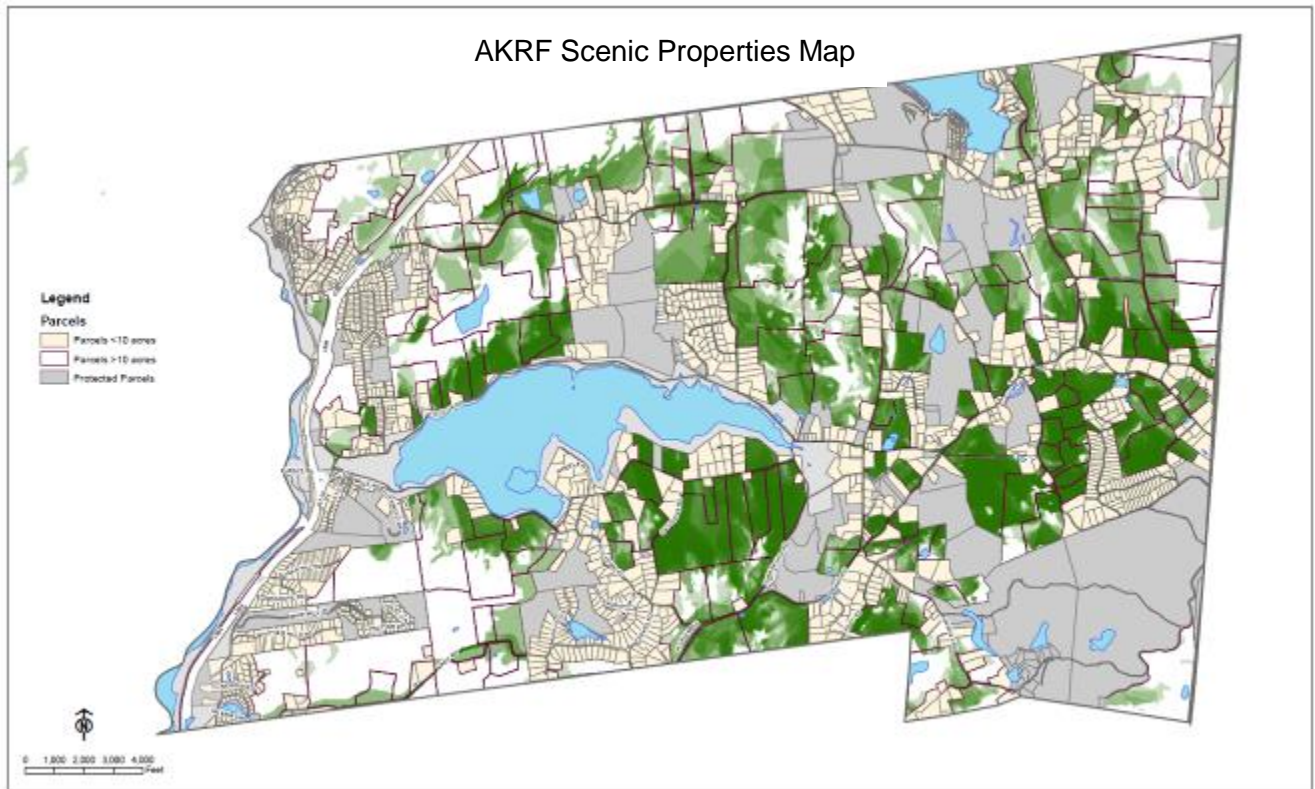 AKRF Scenic Properties Map
Legend
Parcels
Parcels <10 acres
Parcels >10 acres
Protected Parcels
N
0 1,000 2,000 3,000 4,000
Feet